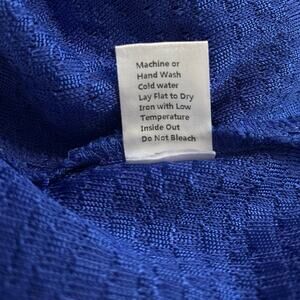 Machine or
Hand Wash
Cold water
Lay Flat to Dry
Iron with Low
Temperature
Inside Out
Do Not Bleach